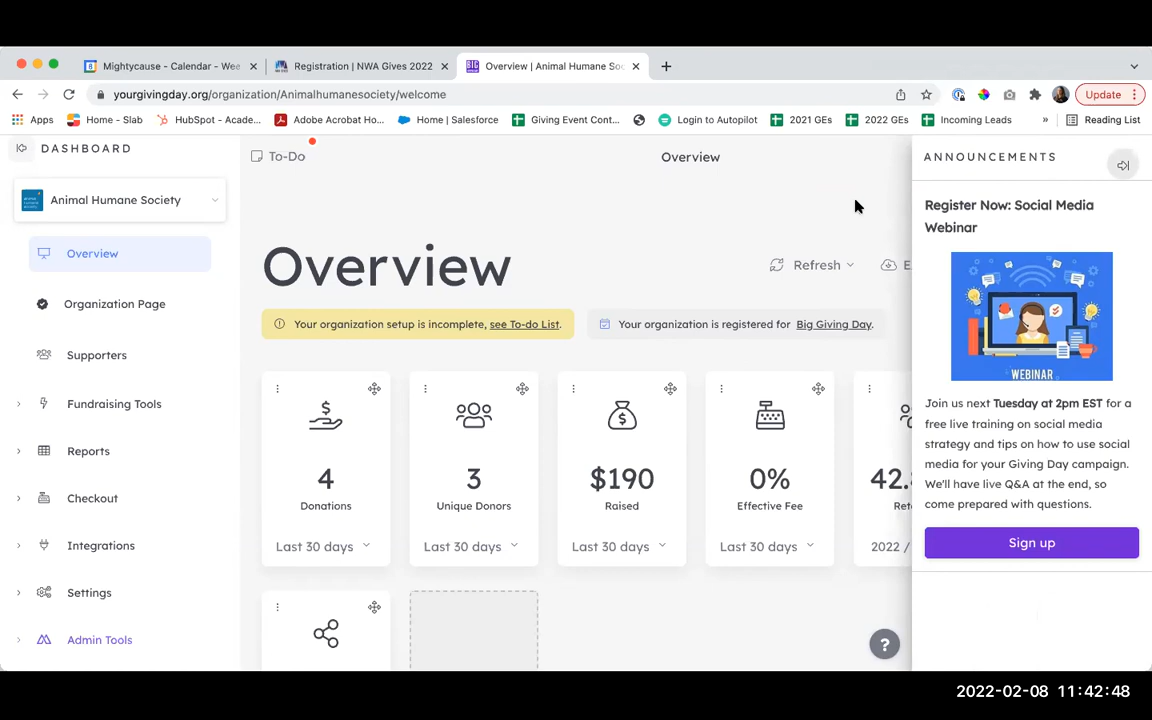 Mightycause - Calendar - Wee
Registration | NWA Gives 2022
Overview | Animal Humane Soc
yourgivingday.org/organization/Animalhumanesociety/welcome
Update
Apps
Home - Slab
HubSpot - Acade...
Adobe Acrobat Ho...
Home | Salesforce
Giving Event Cont...
Login to Autopilot
2021 GEs
2022 GEs
Incoming Leads
»
Reading List
DASHBOARD
Animal Humane Society
Overview
Organization Page
Supporters
Fundraising Tools
Reports
Checkout
Integrations
Settings
Admin Tools
To-Do
Overview
Overview
Refresh
E
Your organization setup is incomplete, see To-do List.
Your organization is registered for Big Giving Day.
4
Donations
Last 30 days
3
Unique Donors
Last 30 days
$190
Raised
Last 30 days
0%
Effective Fee
Last 30 days
42.
Ret
2022 /
?
ANNOUNCEMENTS
Register Now: Social Media
Webinar
WEBINAR
Join us next Tuesday at 2pm EST for a
free live training on social media
strategy and tips on how to use social
media for your Giving Day campaign.
We'll have live Q&A at the end, so
come prepared with questions.
Sign up
2022-02-08 11:42:48